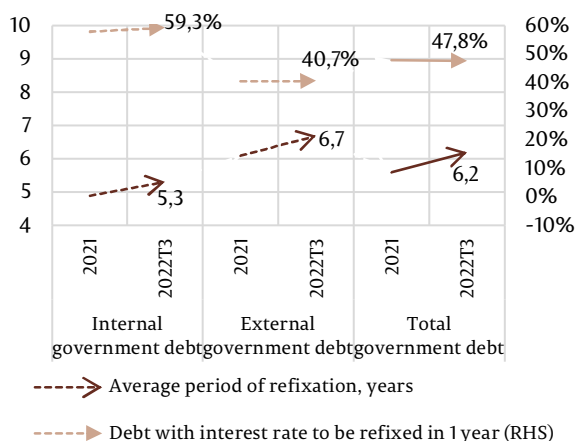 10
9
8
7
6
5
4
60%
50%
40%
30%
20%
10%
0%
-10%
59,3%
40,7%
47,8%
5,3
6,7
6,2
2021
2022T3
2021
2022T3
2021
2022T3
Internal
government debt
External
government debt
Total
government debt
Average period of refixation, years
Debt with interest rate to be refixed in 1 year (RHS)